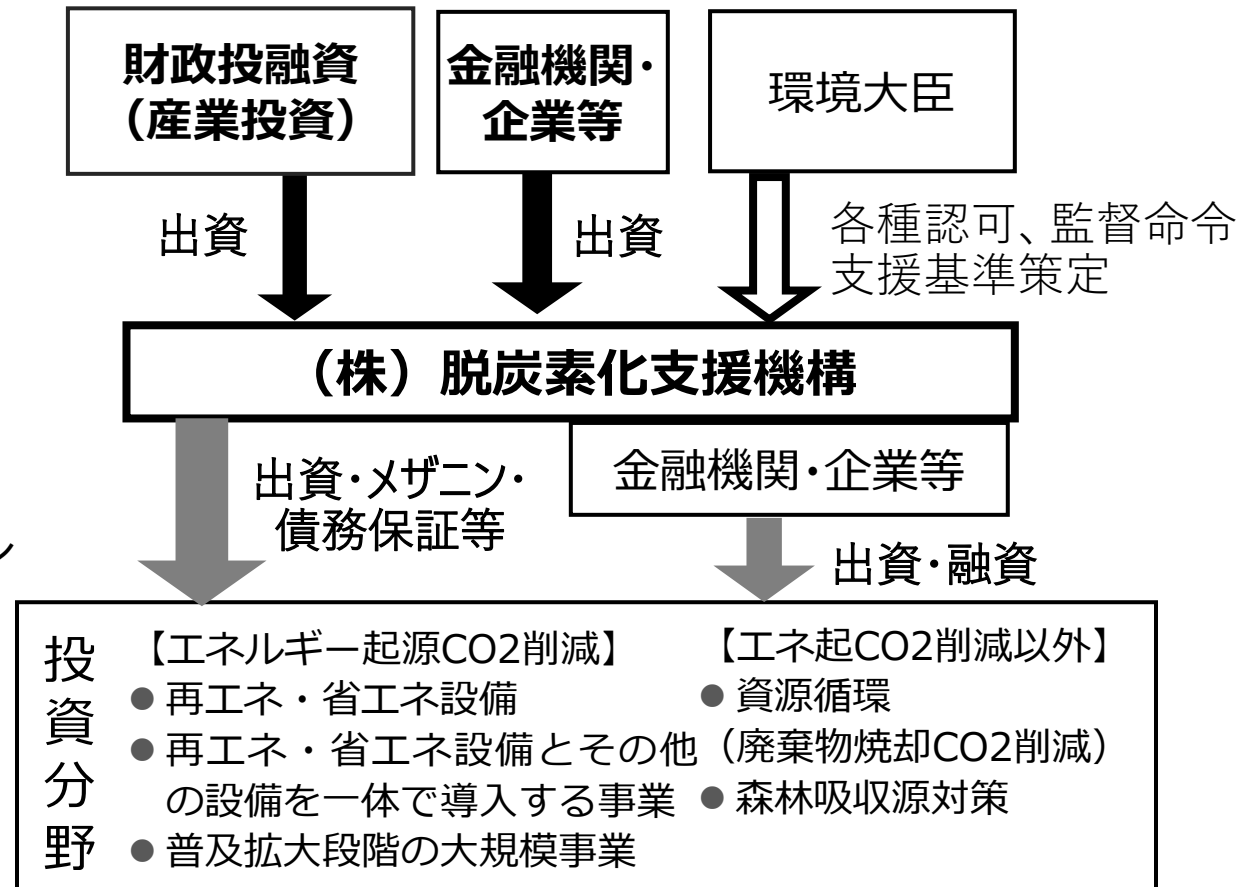 財政投融資
（産業投資）
金融機関・
企業等
環境大臣
出資
出資
各種認可、監督命令
支援基準策定
（株）脱炭素化支援機構
出資・メザニン・
債務保証等
金融機関・企業等
出資・融資
投資分野
【エネルギー起源CO2削減】
● 再エネ・省エネ設備
● 再エネ・省エネ設備とその他
の設備を一体で導入する事業
● 普及拡大段階の大規模事業
【エネ起CO2削減以外】
● 資源循環
（廃棄物焼却CO2削減）
● 森林吸収源対策